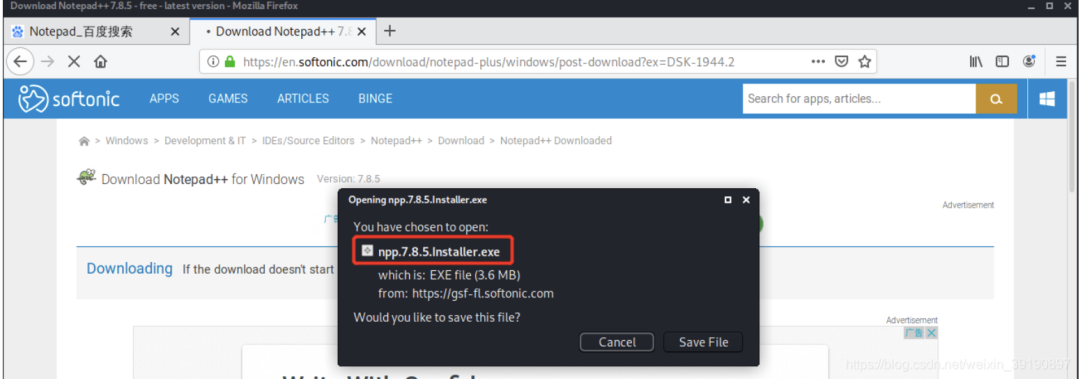 Download Notepad++ 7.8.5 - free - latest version - Mozilla Firefox
Notepad_百度搜索
Download Notepad++ 7.8
https://en.softonic.com/download/notepad-plus/windows/post-download?ex=DSK-1944.2
softonic APPS GAMES ARTICLES BINGE Search for apps, articles...
> Windows > Development & IT > IDEs/Source Editors > Notepad++ > Download > Notepad++ Downloaded
Download Notepad++ for Windows Version: 7.8.5
Opening npp.7.8.5.Installer.exe
Advertisement
You have chosen to open:
npp.7.8.5.Installer.exe
Downloading If the download doesn't start
which is: EXE file (3.6 MB)
from: https://gsf-fl.softonic.com
Would you like to save this file?
Advertisement
广告
Cancel Save File
https://blog.csdn.net/weixin_39190897